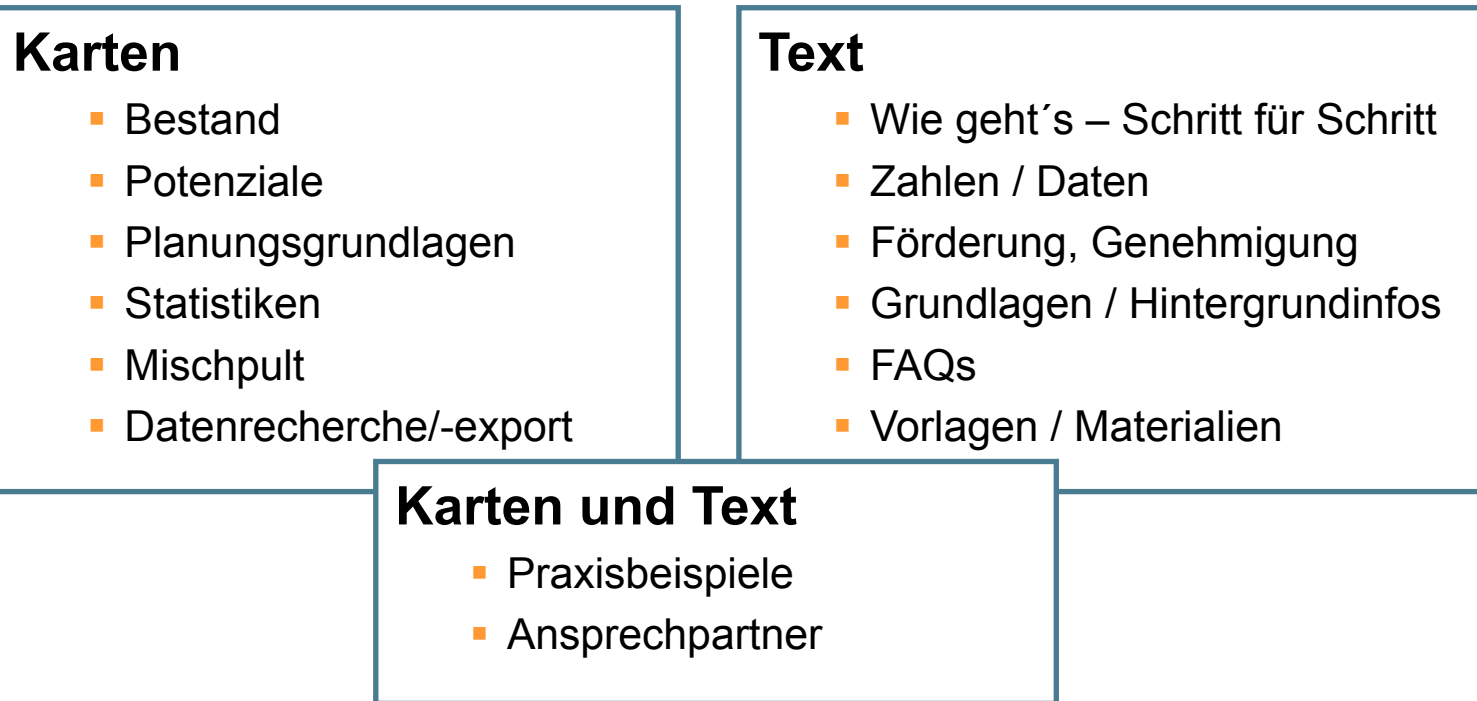 Karten
Bestand
Potenziale
Planungsgrundlagen
Statistiken
Mischpult
Datenrecherche/-export
Text
Wie geht´s – Schritt für Schritt
Zahlen / Daten
Förderung, Genehmigung
Grundlagen / Hintergrundinfos
FAQs
Vorlagen / Materialien
Karten und Text
Praxisbeispiele
Ansprechpartner